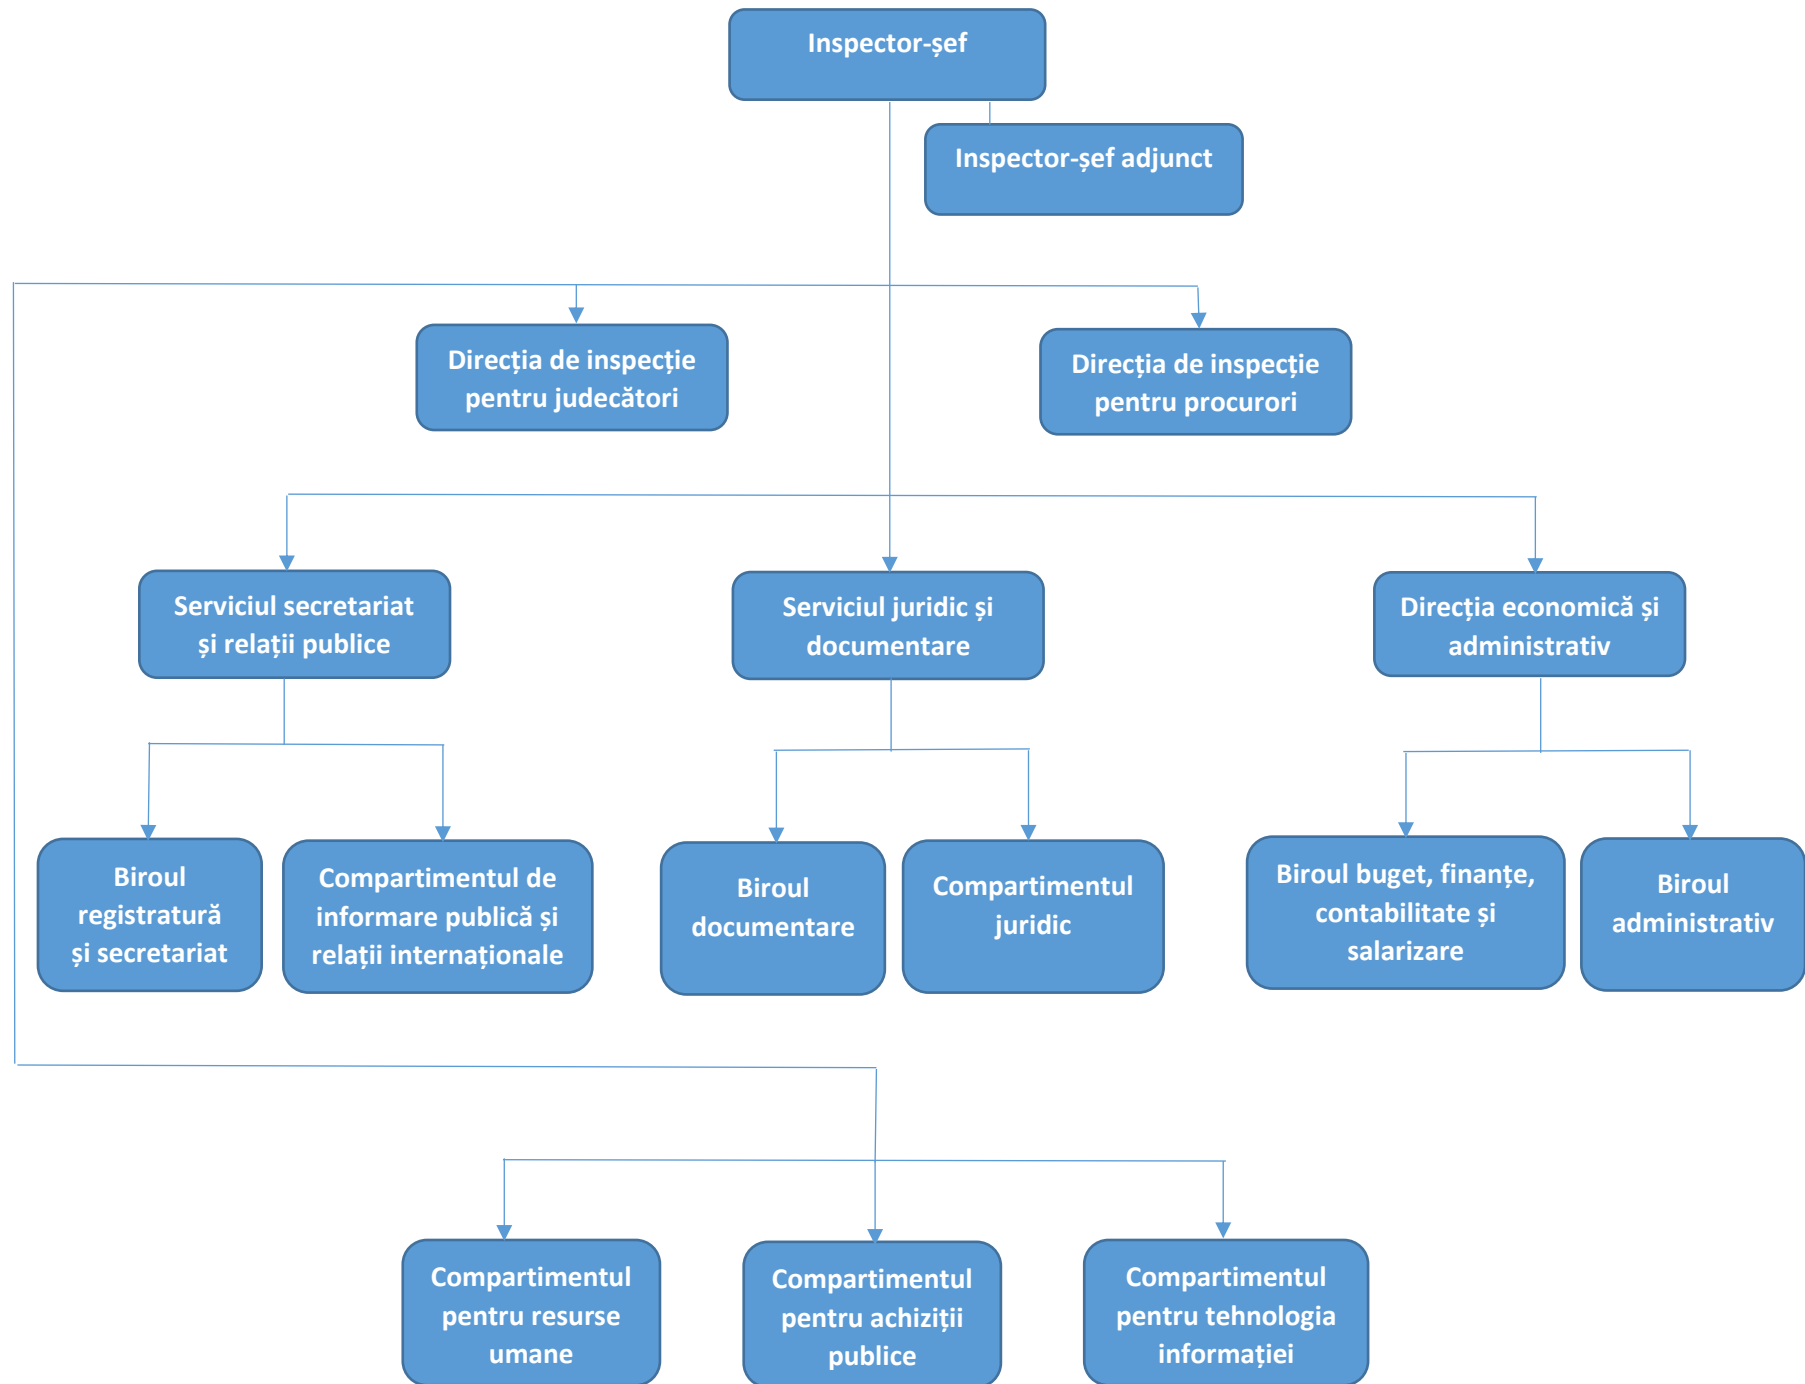 Inspector-șef
Inspector-șef adjunct
Direcția de inspecție
pentru judecători
Direcția de inspecție
pentru procurori
Serviciul secretariat
și relații publice
Serviciul juridic și
documentare
Direcția economică și
administrativ
Biroul
registratură
și secretariat
Compartimentul de
informare publică și
relații internaționale
Biroul
documentare
Compartimentul
juridic
Biroul buget, finanțe,
contabilitate și
salarizare
Biroul
administrativ
Compartimentul
pentru resurse
umane
Compartimentul
pentru achiziții
publice
Compartimentul
pentru tehnologia
informației